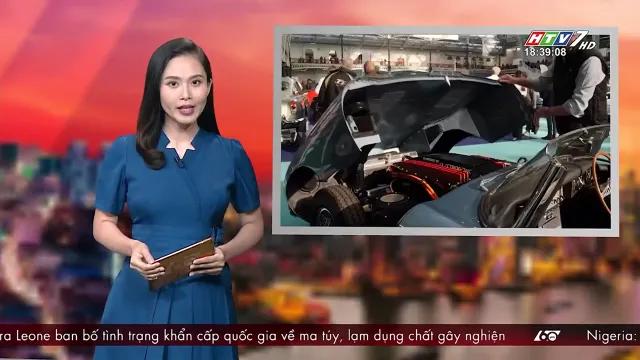 HTV7 HD
18:39:08
ra Leone ban bố tình trạng khẩn cấp quốc gia về ma túy, lạm dụng chất gây nghiện 60 Nigeria: